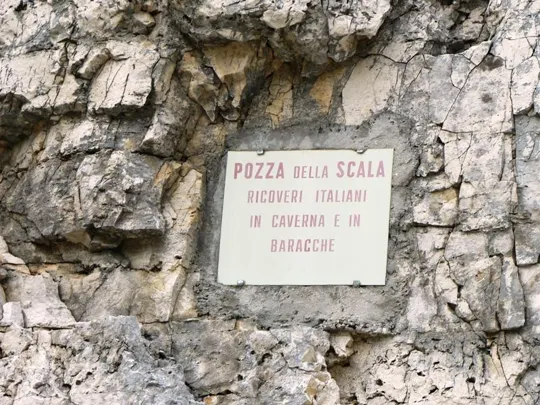 POZZA DELLA SCALA
RICOVERI ITALIANI
IN CAVERNA E IN
BARACCHE